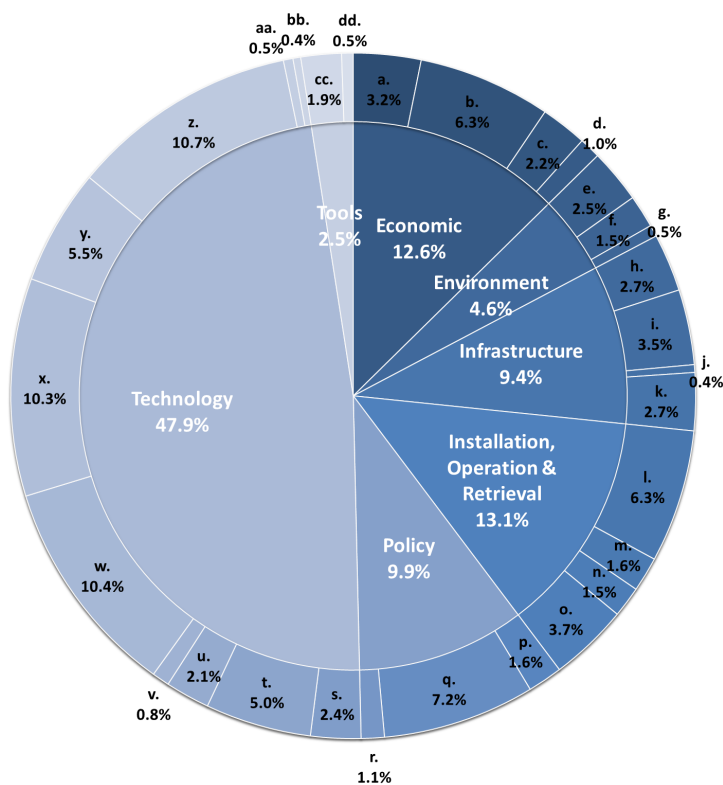 a.
3.2%
b.
6.3%
c.
2.2%
d.
1.0%
e.
2.5%
f.
1.5%
g.
0.5%
h.
2.7%
i.
3.5%
j.
0.4%
k.
2.7%
l.
6.3%
m.
1.6%
n.
1.5%
o.
3.7%
p.
1.6%
q.
7.2%
r.
1.1%
s.
2.4%
t.
5.0%
u.
2.1%
v.
0.8%
w.
10.4%
x.
10.3%
y.
5.5%
z.
10.7%
aa.
0.5%
bb.
0.4%
cc.
1.9%
dd.
0.5%
Economic
12.6%
Environment
4.6%
Infrastructure
9.4%
Installation,
Operation &
Retrieval
13.1%
Policy
9.9%
Technology
47.9%
Tools
2.5%